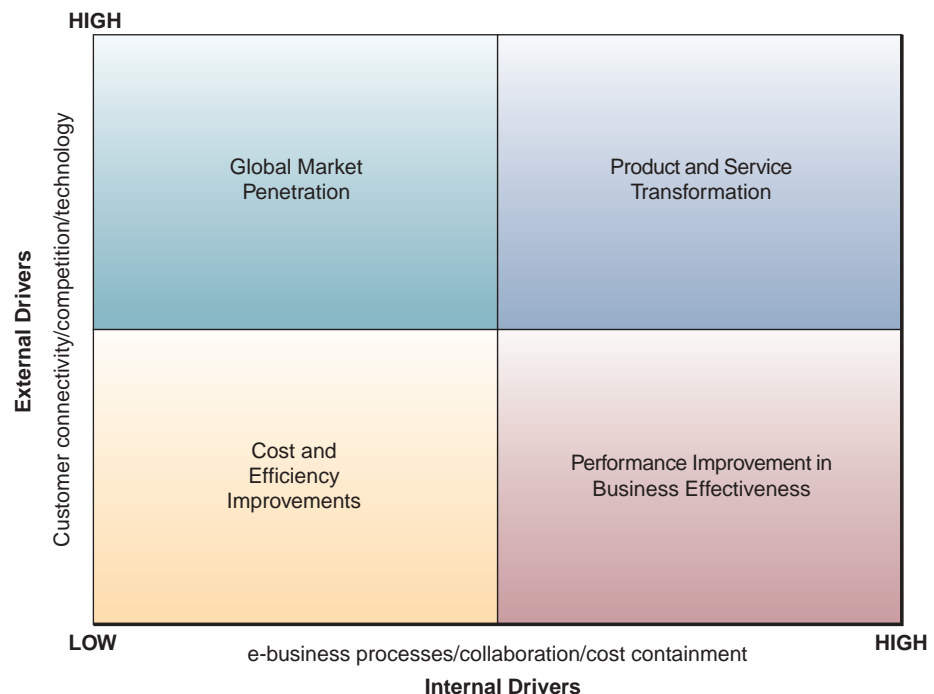 HIGH
Global Market
Penetration
Product and Service
Transformation
External Drivers
Customer connectivity/competition/technology
Cost and
Efficiency
Improvements
Performance Improvement in
Business Effectiveness
LOW
HIGH
e-business processes/collaboration/cost containment
Internal Drivers